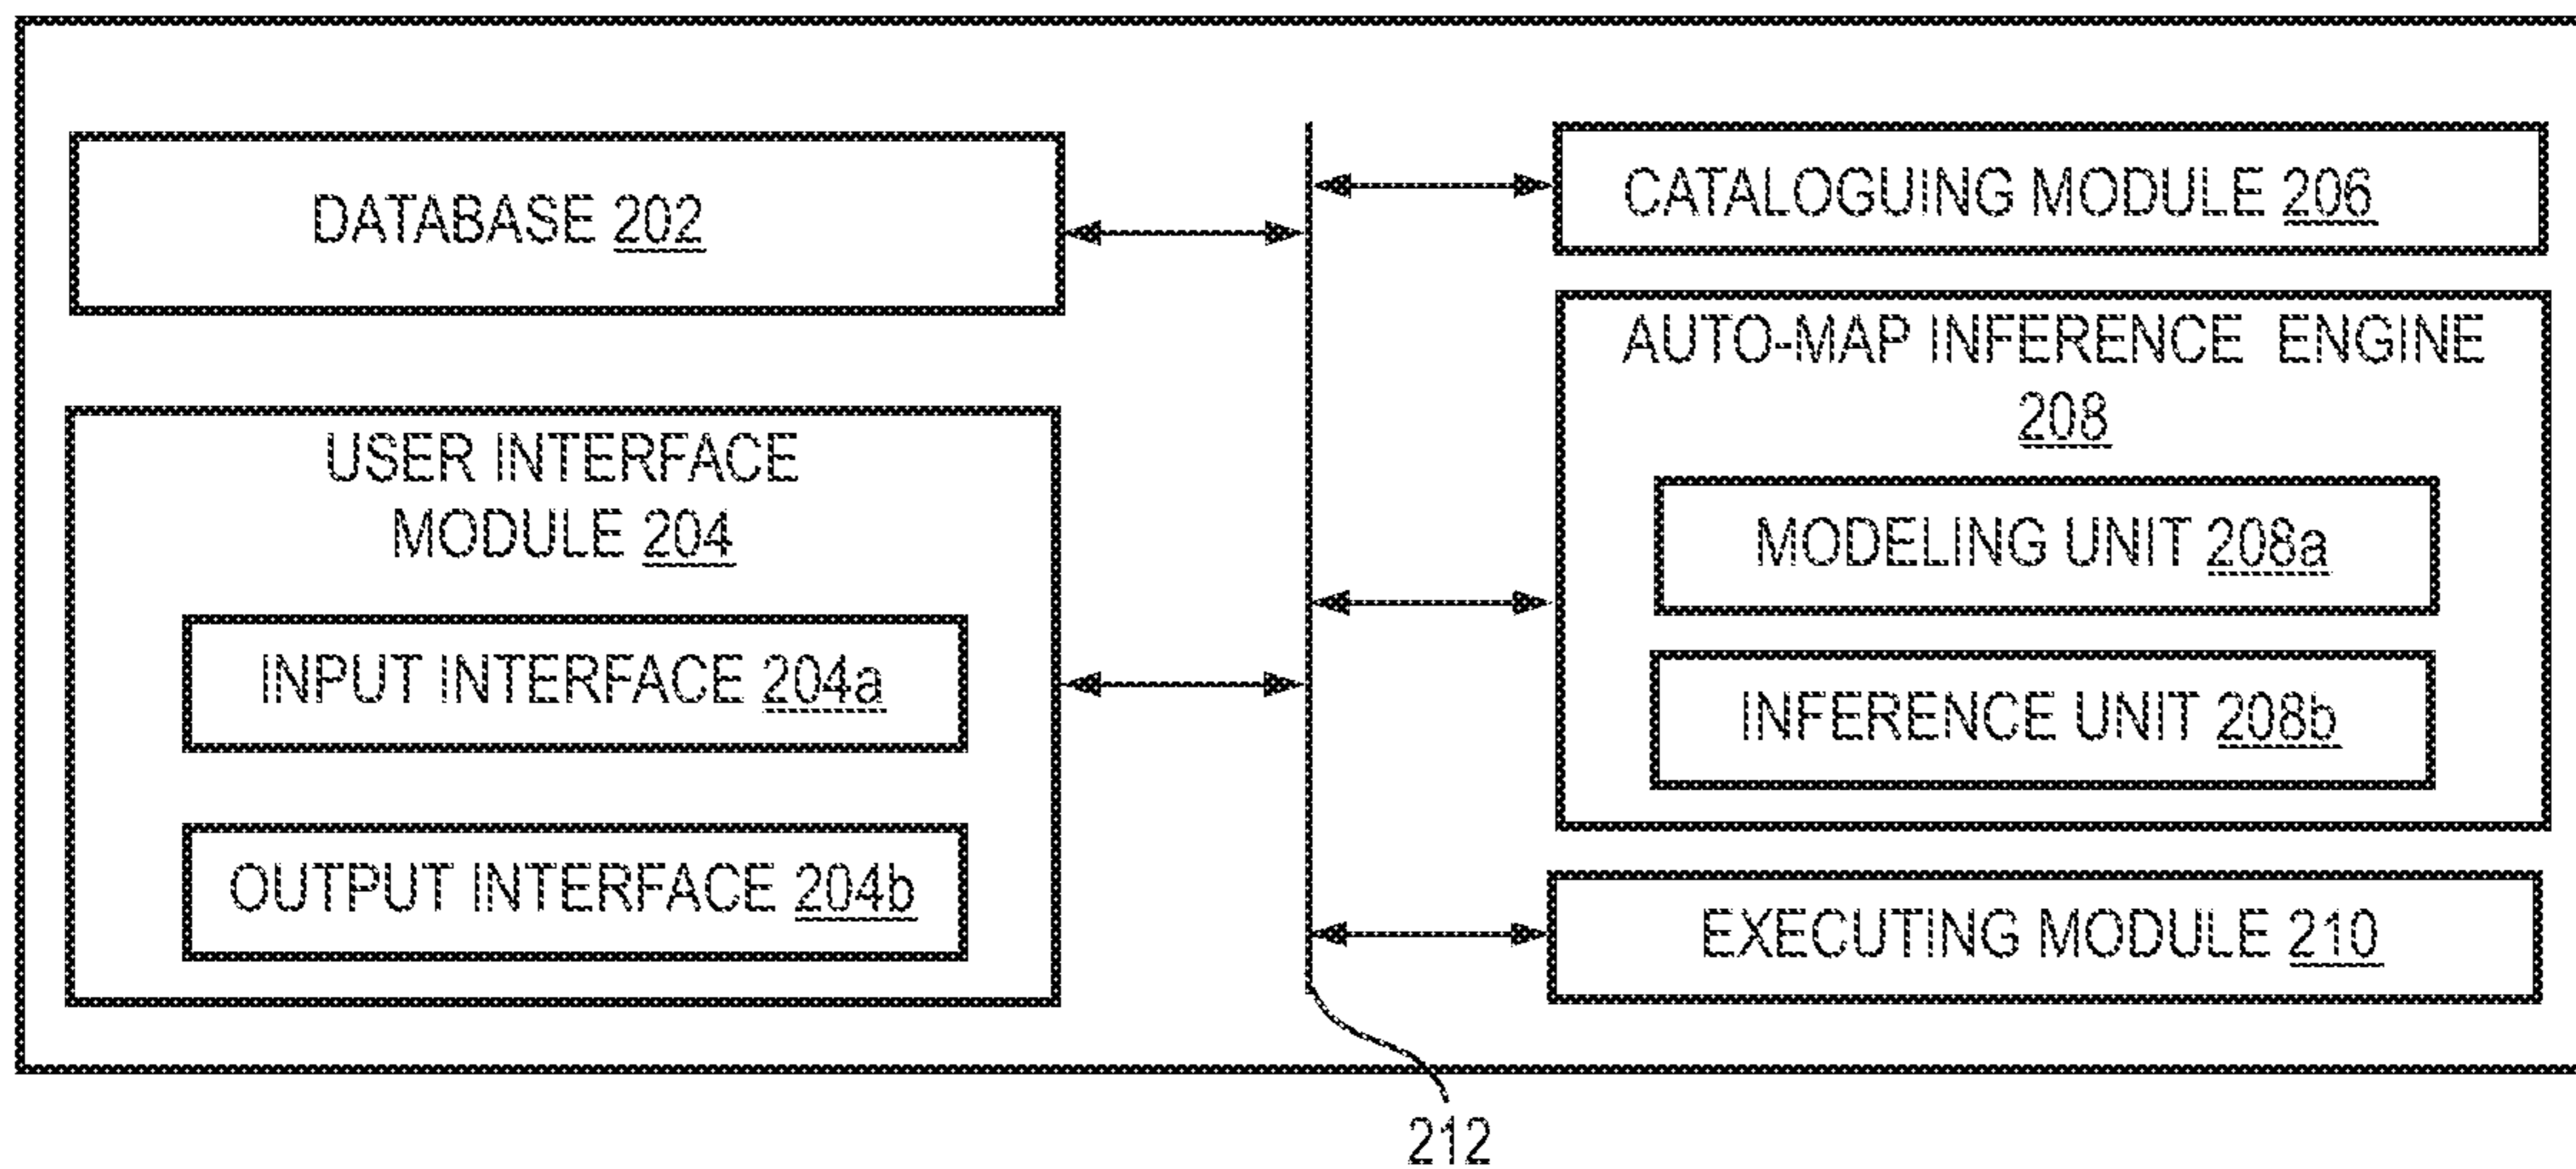 DATABASE 202
USER INTERFACE
MODULE 204
INPUT INTERFACE 204a
OUTPUT INTERFACE 204b
CATALOGUING MODULE 206
AUTO-MAP INFERENCE ENGINE
208
MODELING UNIT 208a
INFERENCE UNIT 208b
EXECUTING MODULE 210
212